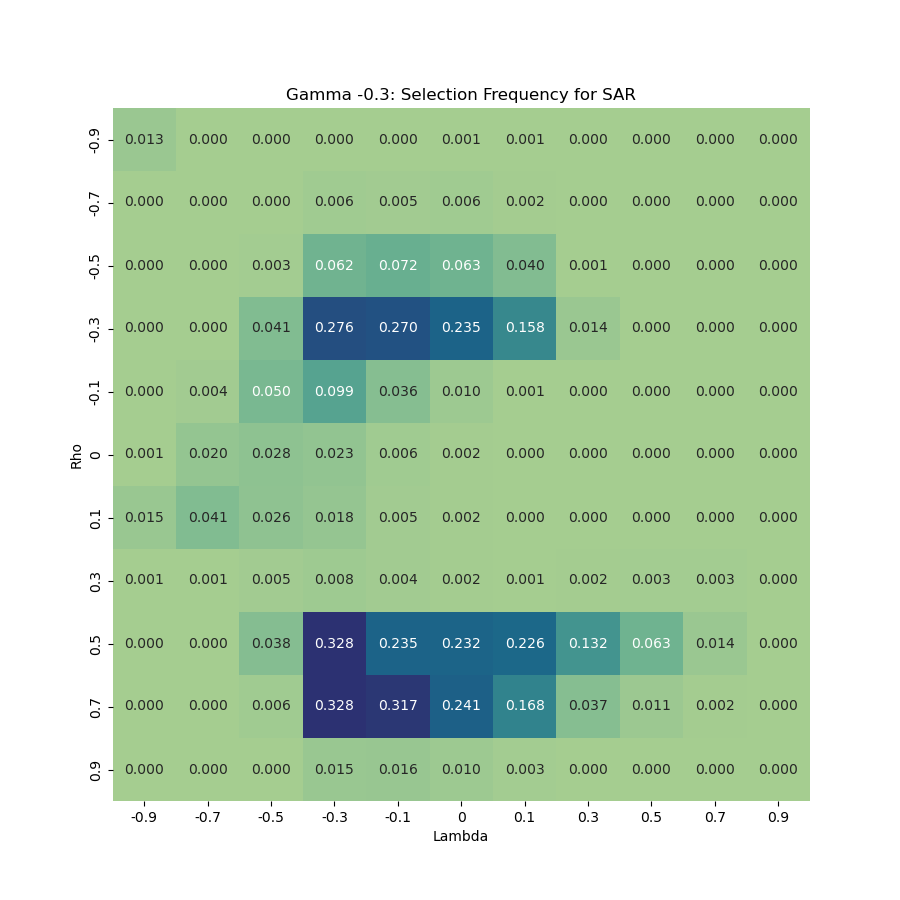 Gamma -0.3: Selection Frequency for SAR
-0.9 0.013 0.000 0.000 0.000 0.000 0.001 0.001 0.000 0.000 0.000 0.000
-0.7 0.000 0.000 0.000 0.006 0.005 0.006 0.002 0.000 0.000 0.000 0.000
-0.5 0.000 0.000 0.003 0.062 0.072 0.063 0.040 0.001 0.000 0.000 0.000
-0.3 0.000 0.000 0.041 0.276 0.270 0.235 0.158 0.014 0.000 0.000 0.000
-0.1 0.000 0.004 0.050 0.099 0.036 0.010 0.001 0.000 0.000 0.000 0.000
Rho
0 0.001 0.020 0.028 0.023 0.006 0.002 0.000 0.000 0.000 0.000 0.000
0.1 0.015 0.041 0.026 0.018 0.005 0.002 0.000 0.000 0.000 0.000 0.000
0.3 0.001 0.001 0.005 0.008 0.004 0.002 0.001 0.002 0.003 0.003 0.000
0.5 0.000 0.000 0.038 0.328 0.235 0.232 0.226 0.132 0.063 0.014 0.000
0.7 0.000 0.000 0.006 0.328 0.317 0.241 0.168 0.037 0.011 0.002 0.000
0.9 0.000 0.000 0.000 0.015 0.016 0.010 0.003 0.000 0.000 0.000 0.000
-0.9 -0.7 -0.5 -0.3 -0.1 0 0.1 0.3 0.5 0.7 0.9
Lambda